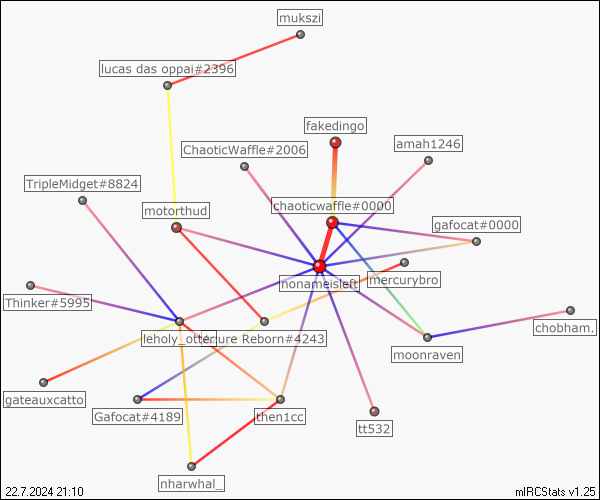 mukszi
lucas das oppai#2396
fakedingo
ChaoticWaffle#2006
amah1246
TripleMidget#8824
chaoticwaffle#0000
motorthud
gafocat#0000
nonameisleft
mercurybro
Thinker#5995
leholy_otter
ure Reborn#4243
chobham.
moonraven
gateauxcatto
Gafocat#4189
then1cc
tt532
nharwhal_
22.7.2024 21:10
mIRCStats v1.25